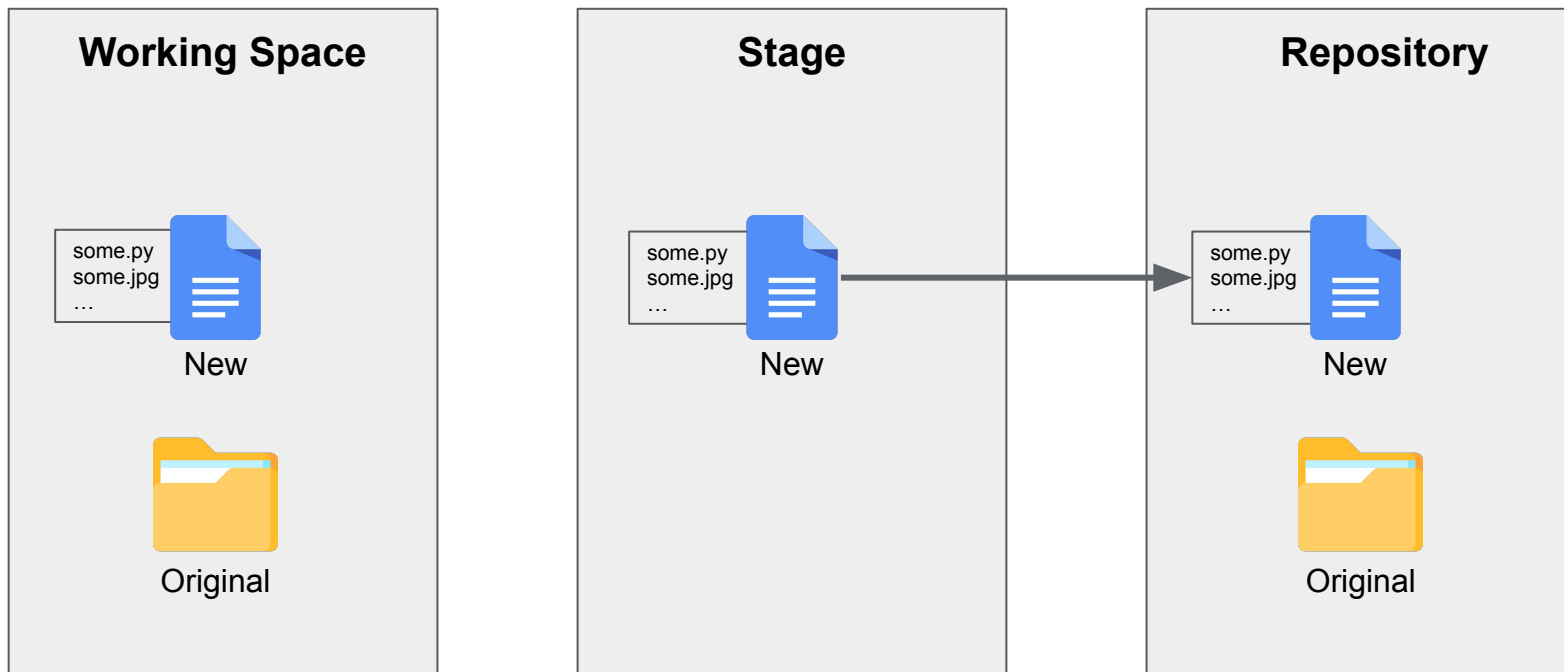 Working Space
some.py
some.jpg
…
New
Original
Stage
some.py
some.jpg
…
New
Repository
some.py
some.jpg
…
New
Original